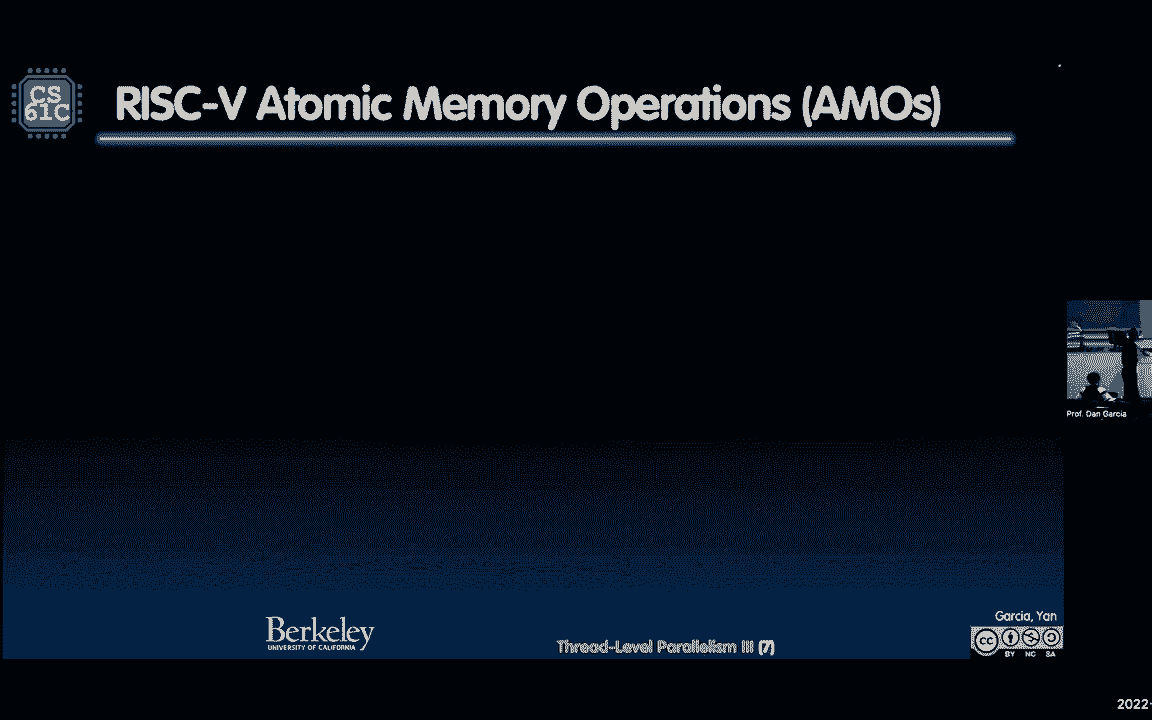 CS
61C
RISC-V Atomic Memory Operations (AMOs)
Prof. Dan Garcia
Garcia, Yan
Berkeley
UNIVERSITY OF CALIFORNIA
Thread-Level Parallelism III (7)
cc
BY NC SA
2022-